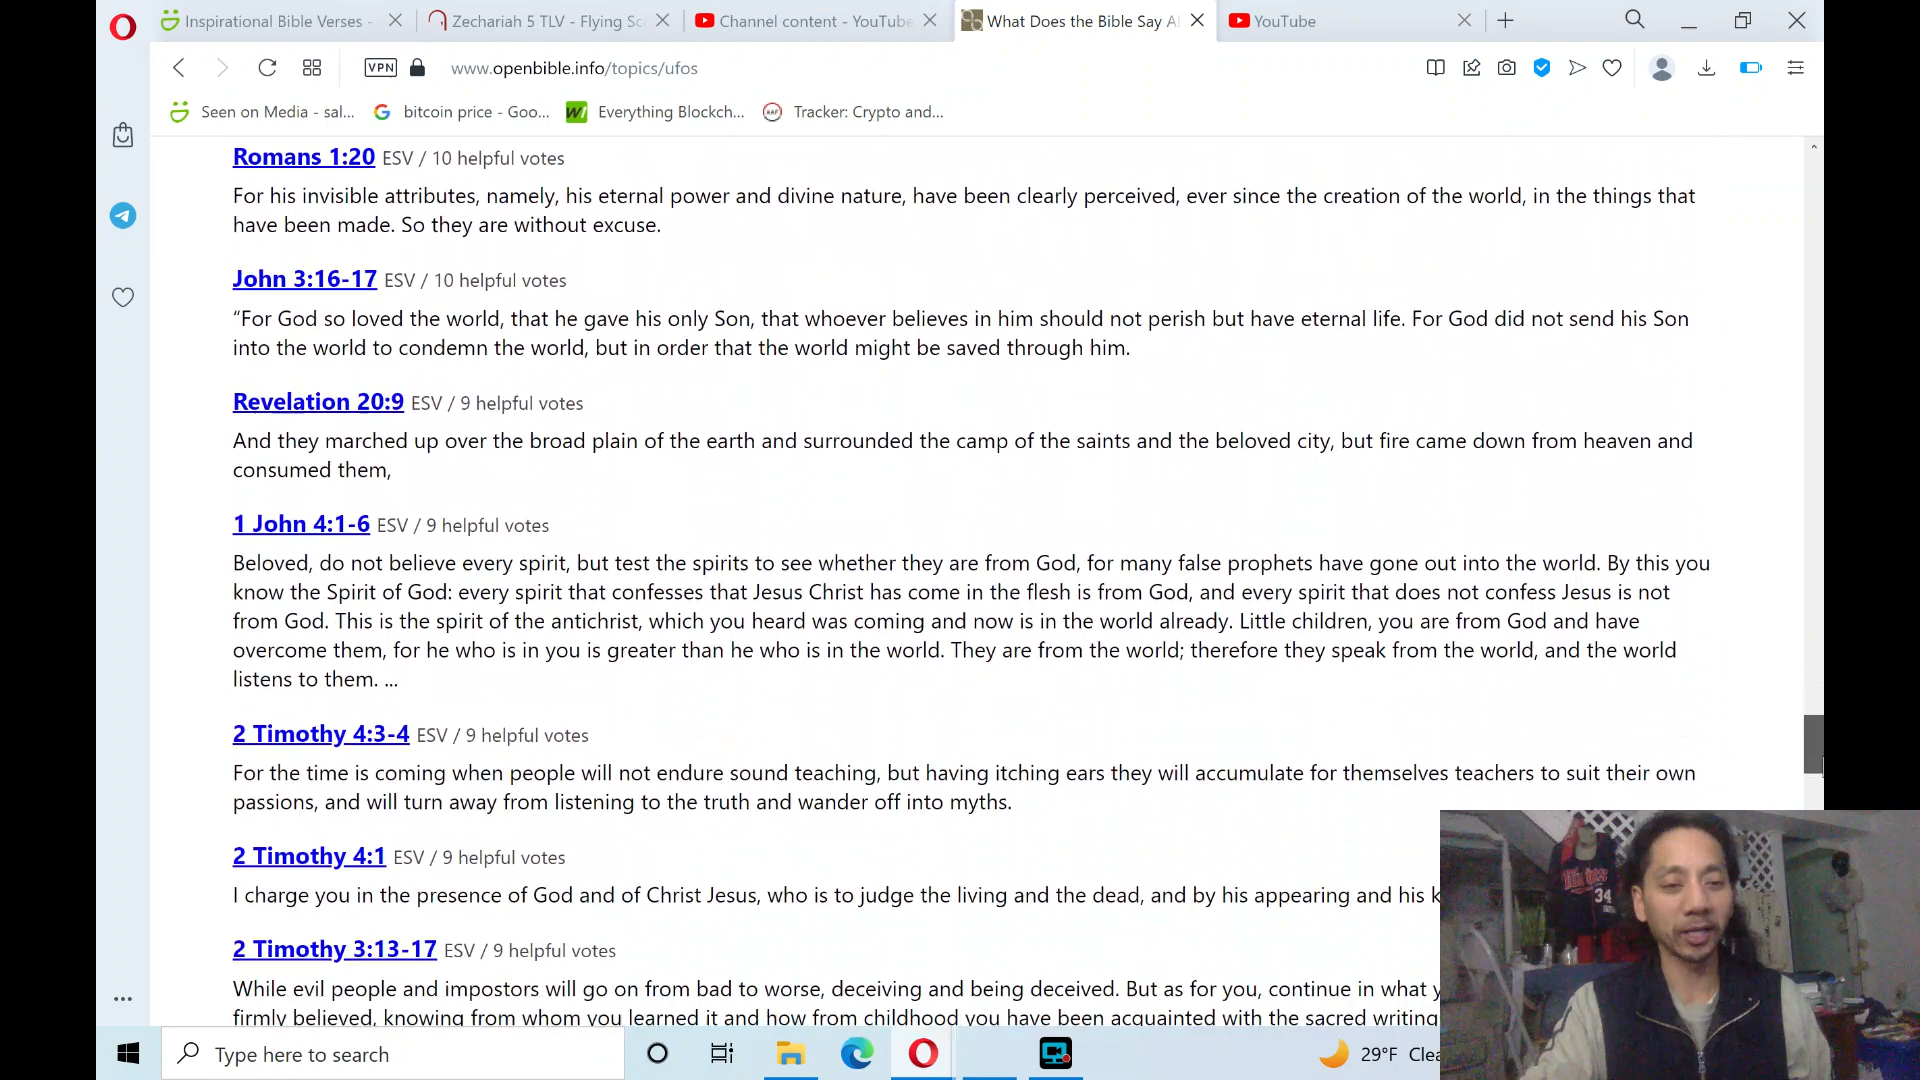 Inspirational Bible Verses -
Zechariah 5 TLV - Flying Sc
Channel content - YouTube
What Does the Bible Say Al
YouTube
VPN
www.openbible.info/topics/ufos
Seen on Media - sal...
bitcoin price - Goo...
Everything Blockch...
Tracker: Crypto and...
Romans 1:20 ESV / 10 helpful votes
For his invisible attributes, namely, his eternal power and divine nature, have been clearly perceived, ever since the creation of the world, in the things that
have been made. So they are without excuse.
John 3:16-17 ESV / 10 helpful votes
“For God so loved the world, that he gave his only Son, that whoever believes in him should not perish but have eternal life. For God did not send his Son
into the world to condemn the world, but in order that the world might be saved through him.
Revelation 20:9 ESV / 9 helpful votes
And they marched up over the broad plain of the earth and surrounded the camp of the saints and the beloved city, but fire came down from heaven and
consumed them,
1 John 4:1-6 ESV / 9 helpful votes
Beloved, do not believe every spirit, but test the spirits to see whether they are from God, for many false prophets have gone out into the world. By this you
know the Spirit of God: every spirit that confesses that Jesus Christ has come in the flesh is from God, and every spirit that does not confess Jesus is not
from God. This is the spirit of the antichrist, which you heard was coming and now is in the world already. Little children, you are from God and have
overcome them, for he who is in you is greater than he who is in the world. They are from the world; therefore they speak from the world, and the world
listens to them. ...
2 Timothy 4:3-4 ESV / 9 helpful votes
For the time is coming when people will not endure sound teaching, but having itching ears they will accumulate for themselves teachers to suit their own
passions, and will turn away from listening to the truth and wander off into myths.
2 Timothy 4:1 ESV / 9 helpful votes
I charge you in the presence of God and of Christ Jesus, who is to judge the living and the dead, and by his appearing and his k
2 Timothy 3:13-17 ESV / 9 helpful votes
While evil people and impostors will go on from bad to worse, deceiving and being deceived. But as for you, continue in what y
firmly believed, knowing from whom you learned it and how from childhood you have been acquainted with the sacred writing
34
Type here to search
29°F Clea